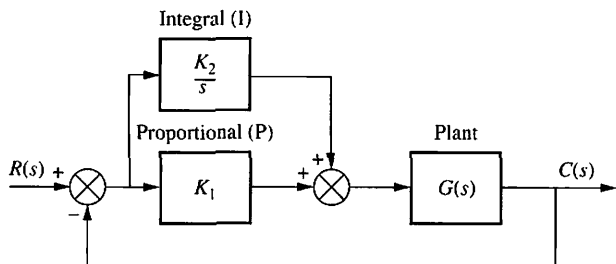 Integral (I)
K₂
s
Proportional (P)
Plant
R(s) + − K₁ + + G(s) C(s)